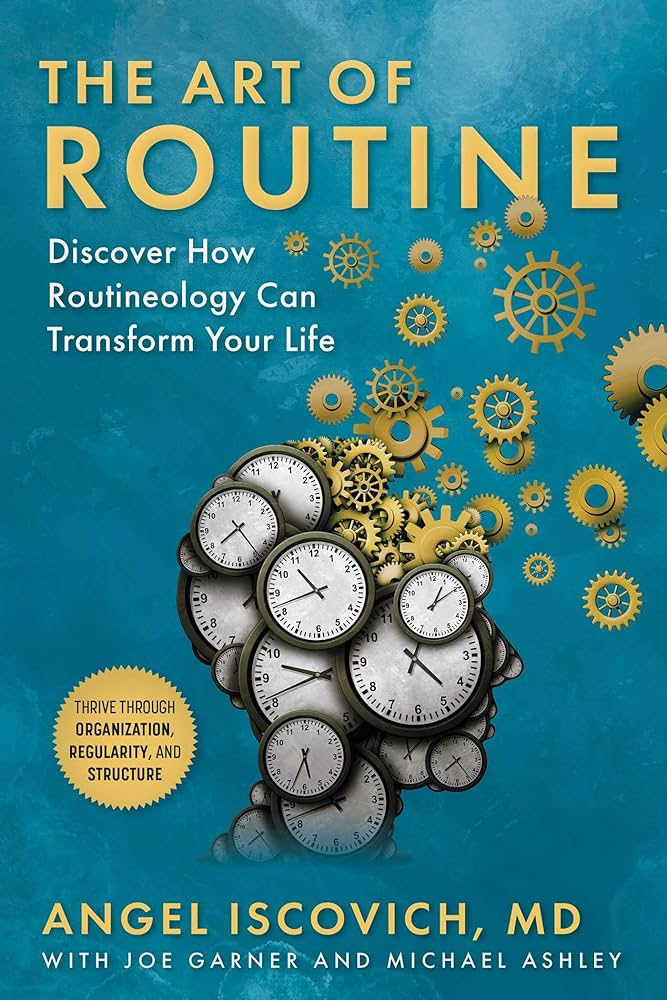 THE ART OF
ROUTINE
Discover How
Routineology Can
Transform Your Life
THRIVE THROUGH
ORGANIZATION,
REGULARITY, AND
STRUCTURE
ANGEL ISCOVICH, MD
WITH JOE GARNER AND MICHAEL ASHLEY